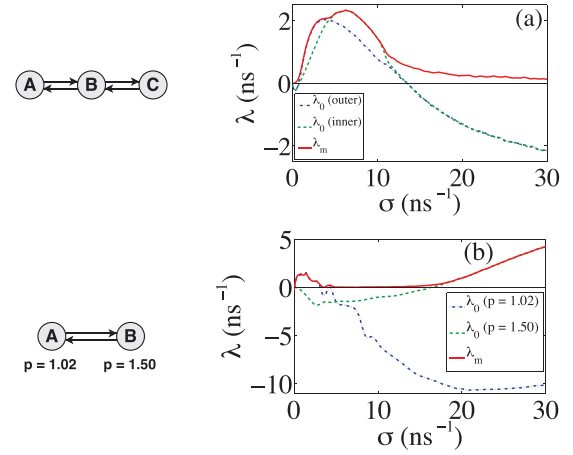 A B C
(a)
2
0
−2
λ (ns⁻¹)
λ₀ (outer)
λ₀ (inner)
λₘ
0 10 20 30
σ (ns⁻¹)
A B
p = 1.02 p = 1.50
(b)
5
0
−5
−10
λ (ns⁻¹)
λ₀ (p = 1.02)
λ₀ (p = 1.50)
λₘ
0 10 20 30
σ (ns⁻¹)